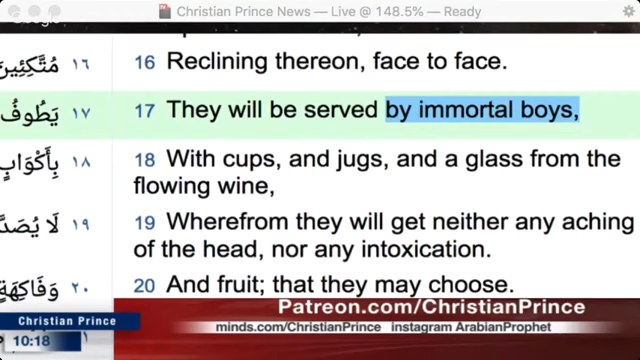 Christian Prince News — Live @ 148.5% — Ready
١٦ مُتَّكِئِينَ
16 Reclining thereon, face to face.
١٧ يَطُوفُ
17 They will be served by immortal boys,
١٨ بِأَكْوَابٍ
18 With cups, and jugs, and a glass from the
flowing wine,
١٩ لَا يُصَدَّ
19 Wherefrom they will get neither any aching
of the head, nor any intoxication.
٢٠ وَفَاكِهَةٍ
20 And fruit; that they may choose.
Patreon.com/ChristianPrince
Christian Prince
minds.com/ChristianPrince instagram ArabianProphet
10:18